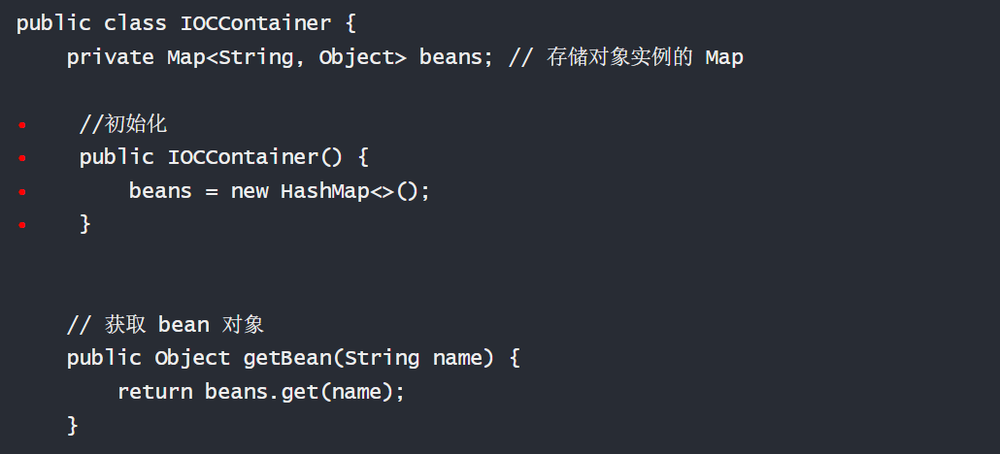 public class IOCContainer {
    private Map<String, Object> beans; // 存储对象实例的 Map
    //初始化
    public IOCContainer() {
        beans = new HashMap<>();
    }
    // 获取 bean 对象
    public Object getBean(String name) {
        return beans.get(name);
    }